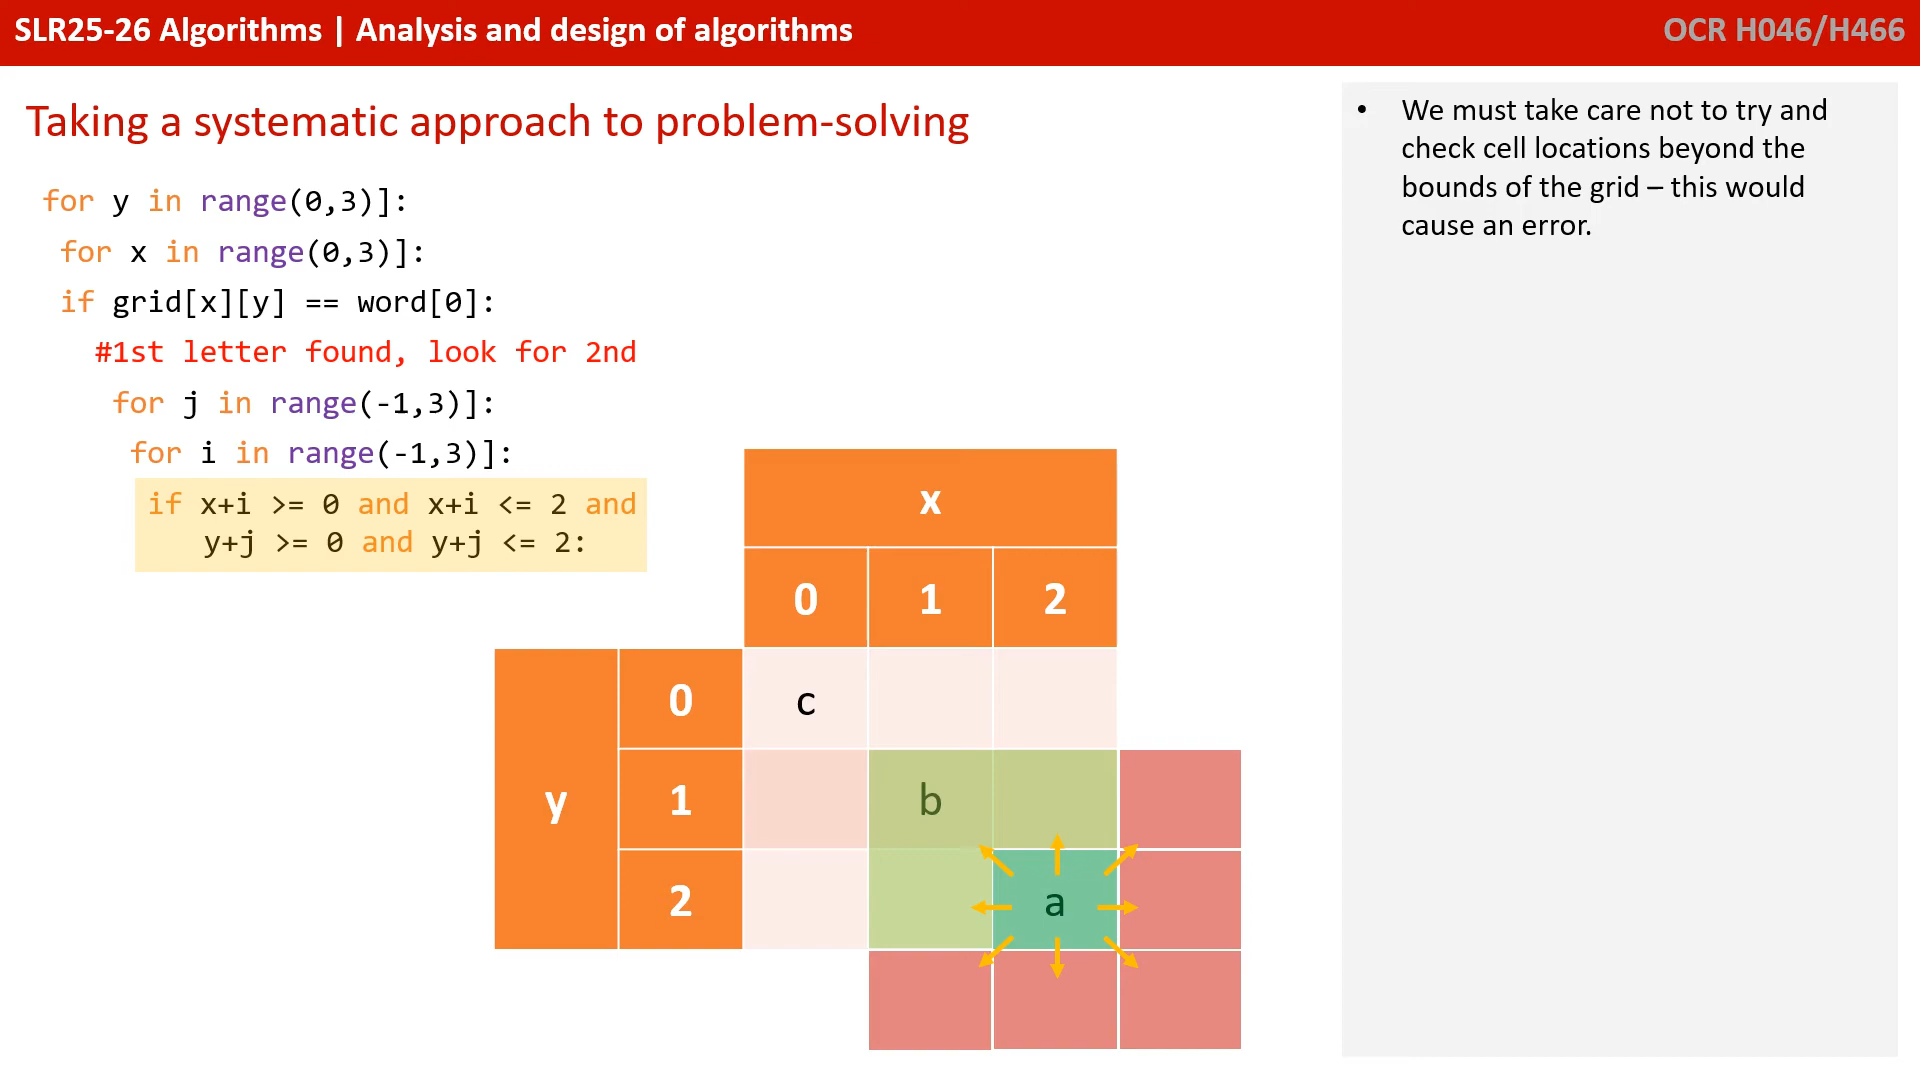 SLR25-26 Algorithms | Analysis and design of algorithms
OCR H046/H466
Taking a systematic approach to problem-solving
for y in range(0,3)]:
for x in range(0,3)]:
if grid[x][y] == word[0]:
#1st letter found, look for 2nd
for j in range(-1,3)]:
for i in range(-1,3)]:
if x+i >= 0 and x+i <= 2 and
y+j >= 0 and y+j <= 2:
x
0 1 2
y
0 c
1 b
2 a
• We must take care not to try and
check cell locations beyond the
bounds of the grid – this would
cause an error.